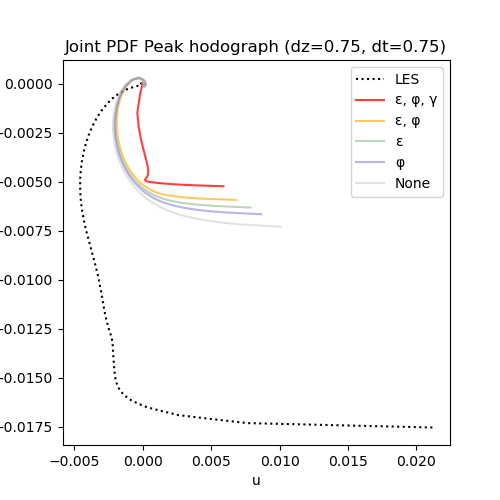 Joint PDF Peak hodograph (dz=0.75, dt=0.75)
0.0000
0.0025
0.0050
0.0075
0.0100
0.0125
0.0150
0.0175
LES
ε, φ, γ
ε, φ
ε
φ
None
−0.005 0.000 0.005 0.010 0.015 0.020
u